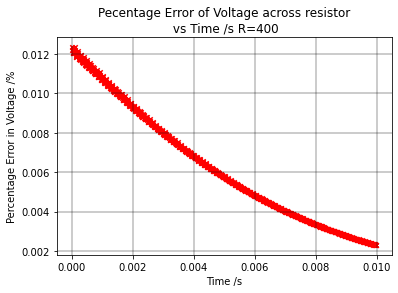 Pecentage Error of Voltage across resistor
vs Time /s R=400
0.012
0.010
0.008
0.006
0.004
0.002
Percentage Error in Voltage /%
0.000 0.002 0.004 0.006 0.008 0.010
Time /s